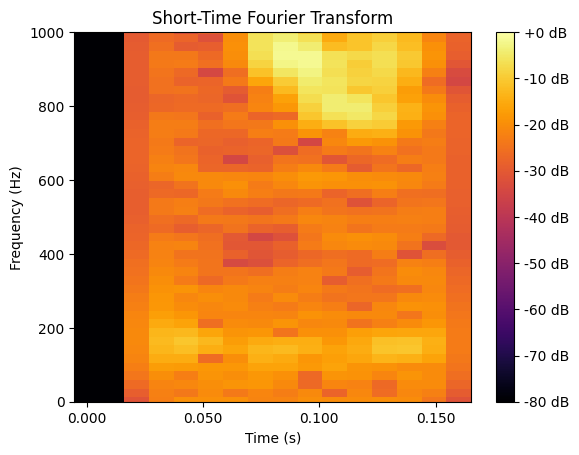 Short-Time Fourier Transform
1000
800
600
400
200
0
Frequency (Hz)
0.000
0.050
0.100
0.150
Time (s)
+0 dB
-10 dB
-20 dB
-30 dB
-40 dB
-50 dB
-60 dB
-70 dB
-80 dB